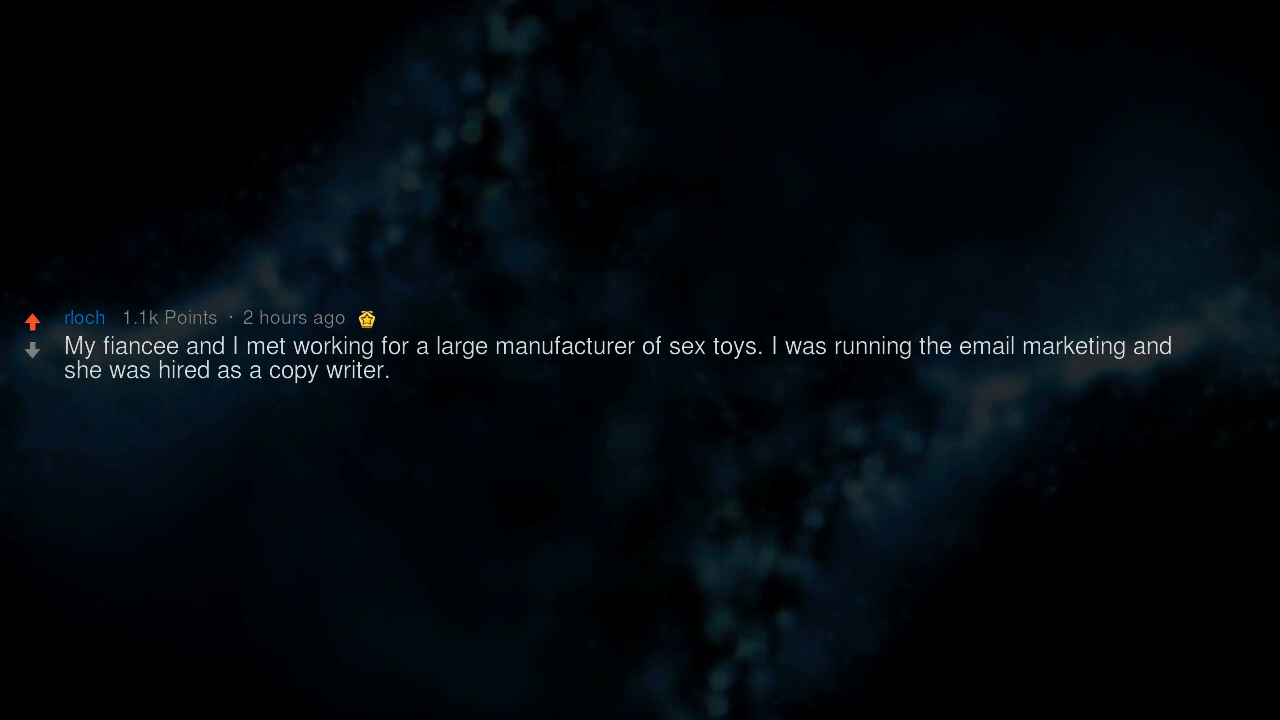 rloch 1.1k Points · 2 hours ago
My fiancee and I met working for a large manufacturer of sex toys. I was running the email marketing and
she was hired as a copy writer.